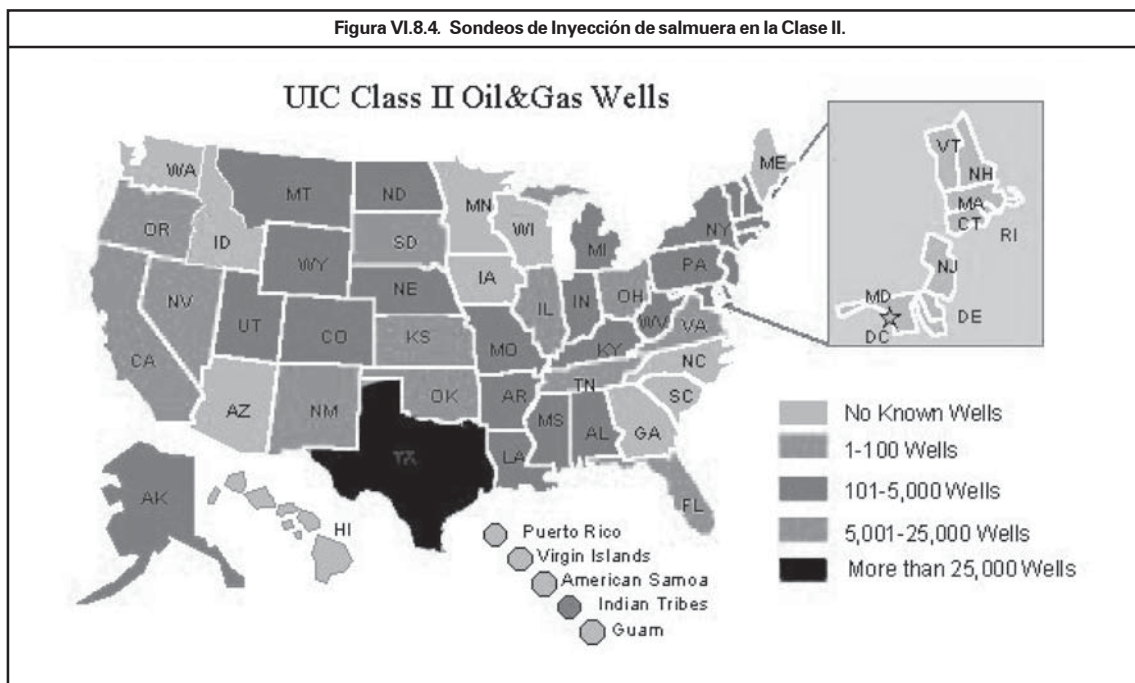 Figura VI.8.4. Sondeos de Inyección de salmuera en la Clase II.
UIC Class II Oil&Gas Wells
WA
MT
ND
MN
ME
OR
ID
SD
WI
MI
NY
WY
IA
PA
NE
NV
UT
CO
IL
IN
OH
WV
VA
CA
KS
MO
KY
NC
AZ
NM
OK
AR
TN
SC
TX
MS
AL
GA
LA
FL
AK
HI
VT
NH
MA
CT
RI
NJ
MD
DE
DC
Puerto Rico
Virgin Islands
American Samoa
Indian Tribes
Guam
No Known Wells
1-100 Wells
101-5,000 Wells
5,001-25,000 Wells
More than 25,000 Wells